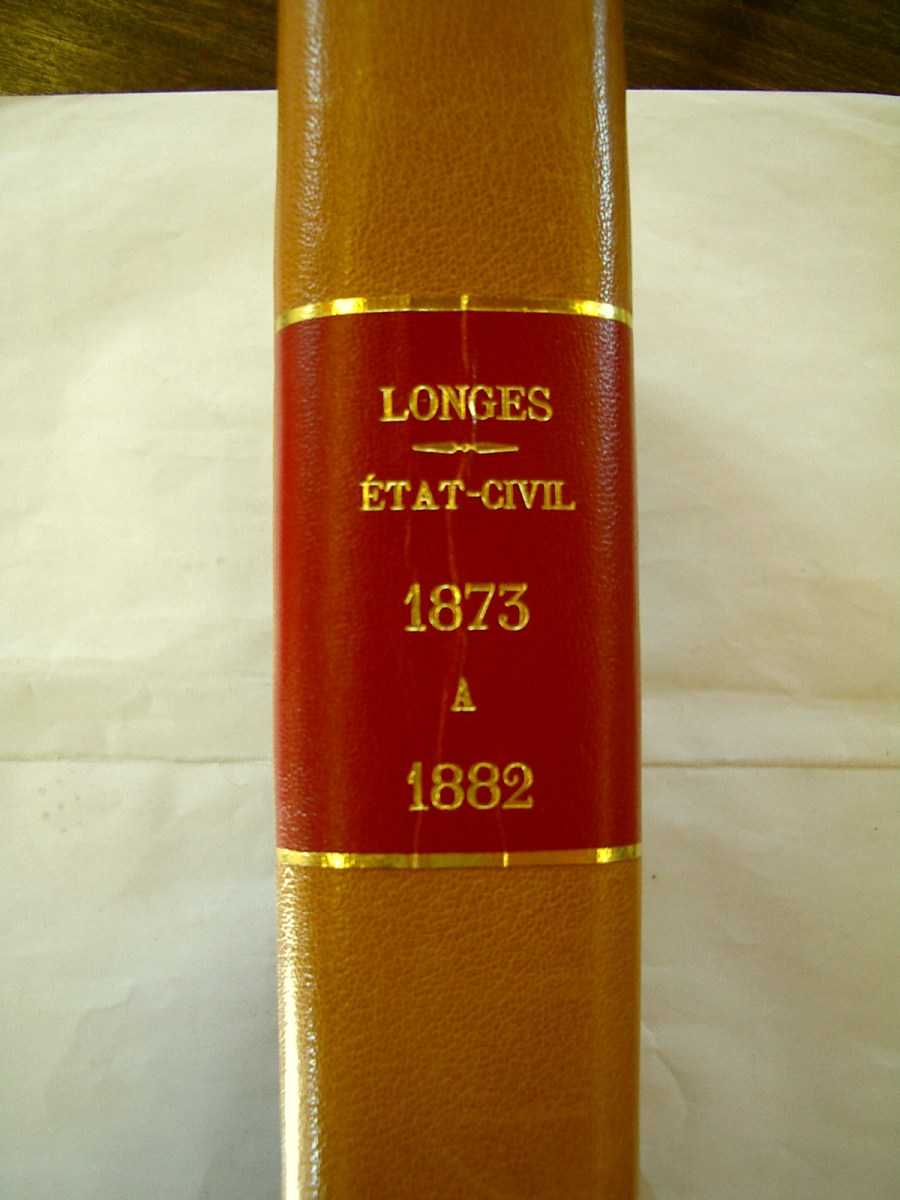 LONGES
ÉTAT-CIVIL
1873
A
1882